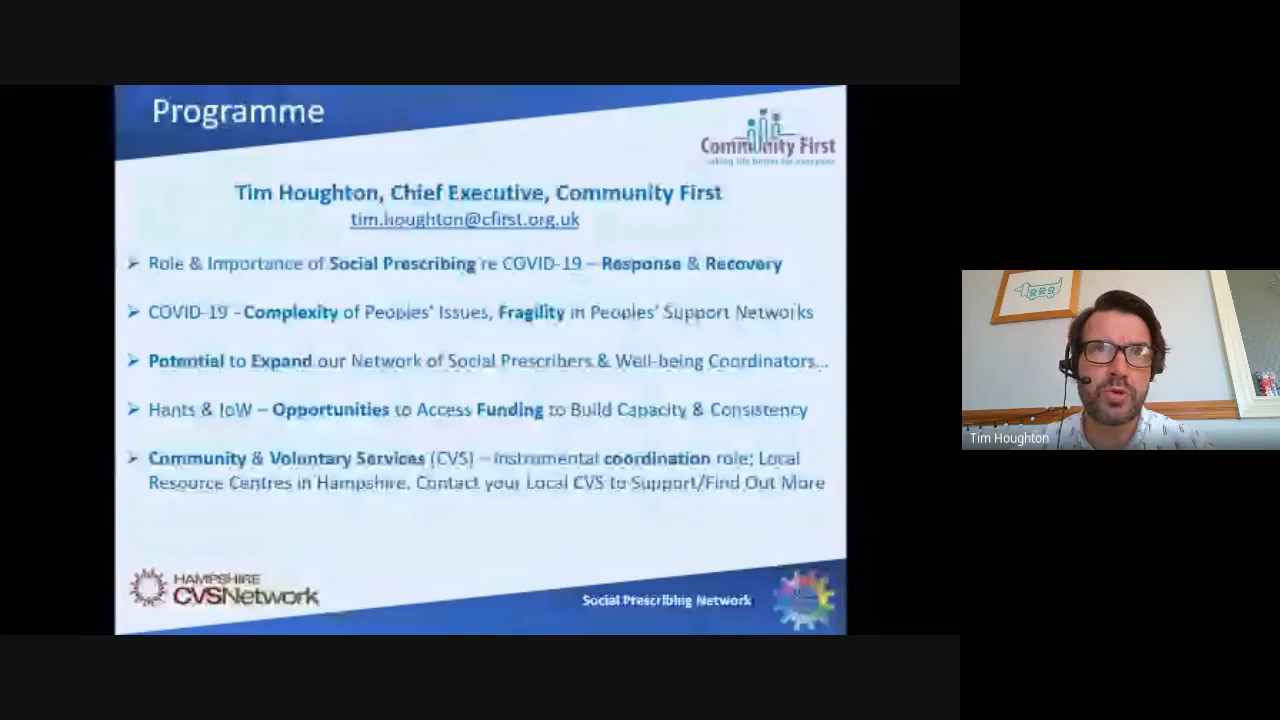 Programme
Community First
making life better for everyone
Tim Houghton, Chief Executive, Community First
tim.houghton@cfirst.org.uk
➢ Role & Importance of Social Prescribing re COVID-19 – Response & Recovery
➢ COVID-19 - Complexity of Peoples' Issues, Fragility in Peoples' Support Networks
➢ Potential to Expand our Network of Social Prescribers & Well-being Coordinators...
➢ Hants & IoW – Opportunities to Access Funding to Build Capacity & Consistency
➢ Community & Voluntary Services (CVS) – instrumental coordination role; Local
Resource Centres in Hampshire. Contact your Local CVS to Support/Find Out More
HAMPSHIRE
CVSNetwork
Social Prescribing Network
Tim Houghton